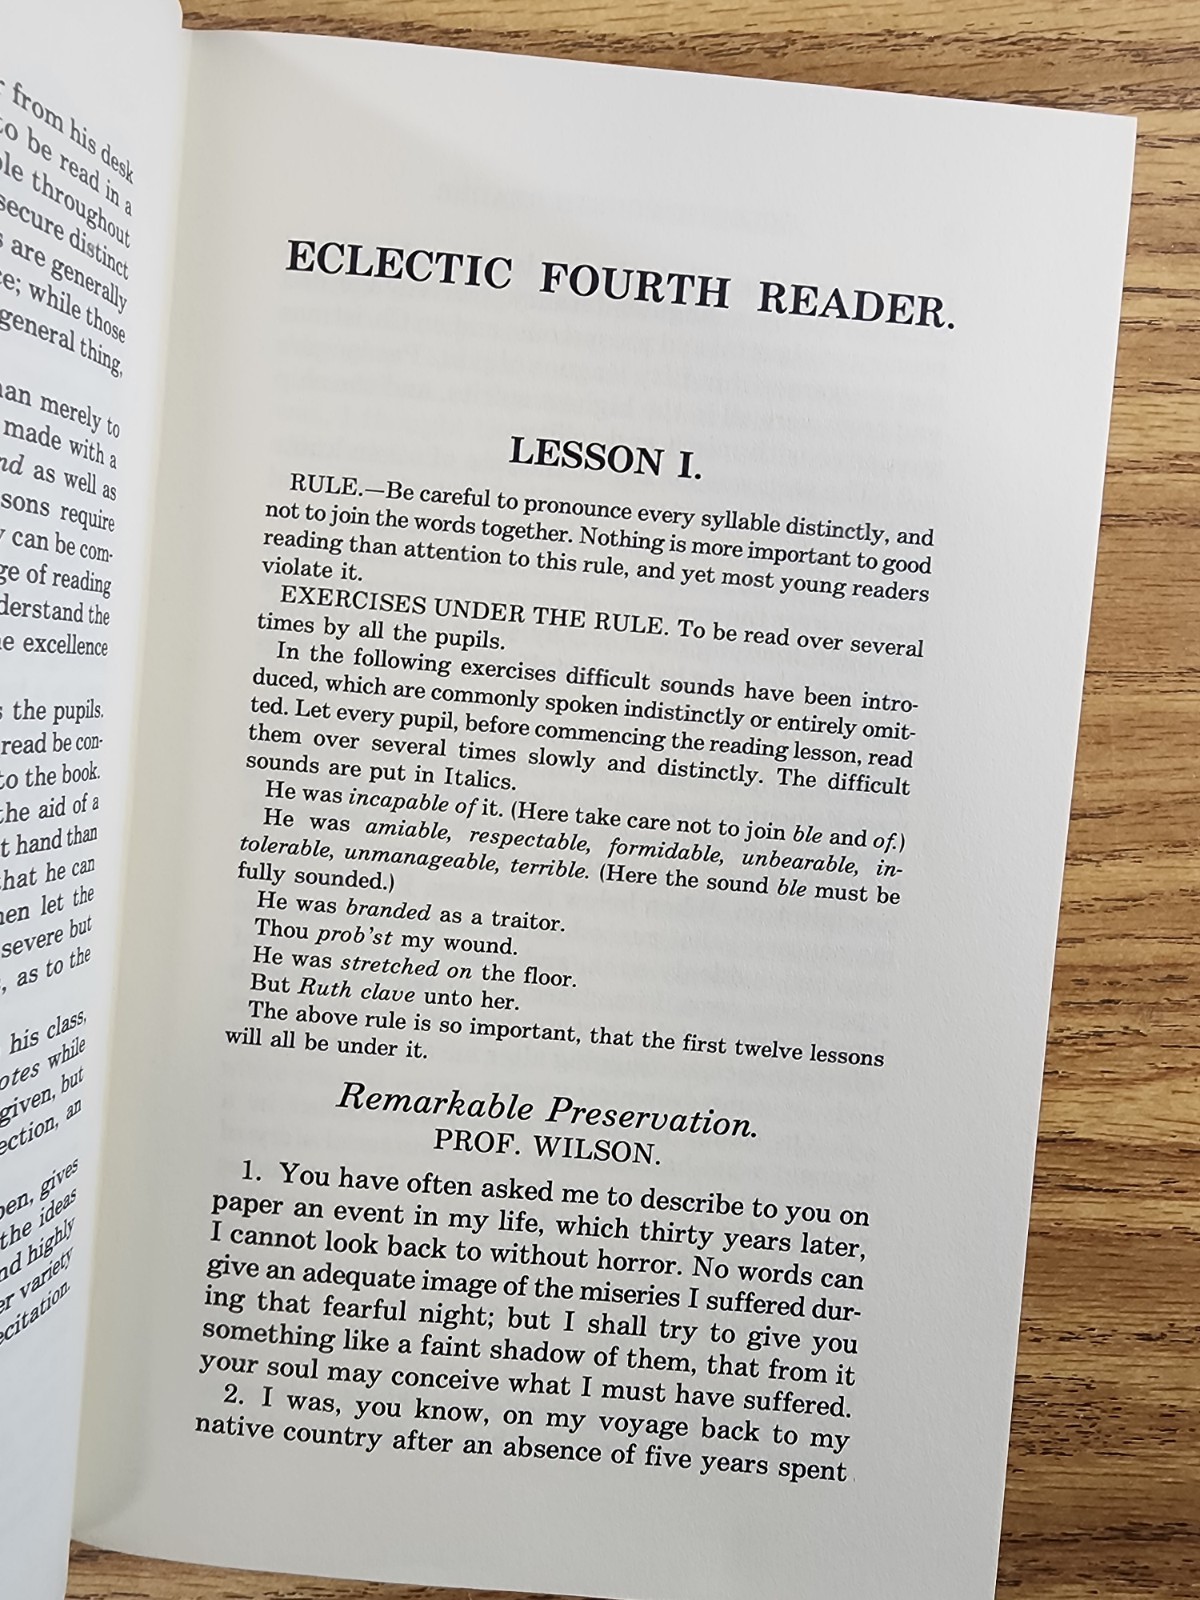 from his desk
to be read in a
throughout
secure distinct
are generally
while those
general thing,
merely to
made with a
as well as
require
can be com-
of reading
the
excellence
the pupils.
read be con-
to the book.
the aid of a
hand than
that he can
let the
severe but
as to the
his class,
while
given, but
an
gives
the ideas
highly
variety
ECLECTIC FOURTH READER.
LESSON I.
RULE.—Be careful to pronounce every syllable distinctly, and
not to join the words together. Nothing is more important to good
reading than attention to this rule, and yet most young readers
violate it.
EXERCISES UNDER THE RULE. To be read over several
times by all the pupils.
In the following exercises difficult sounds have been intro-
duced, which are commonly spoken indistinctly or entirely omit-
ted. Let every pupil, before commencing the reading lesson, read
them over several times slowly and distinctly. The difficult
sounds are put in Italics.
He was incapable of it. (Here take care not to join ble and of.)
He was amiable, respectable, formidable, unbearable, in-
tolerable, unmanageable, terrible. (Here the sound ble must be
fully sounded.)
He was branded as a traitor.
Thou prob'st my wound.
He was stretched on the floor.
But Ruth clave unto her.
The above rule is so important, that the first twelve lessons
will all be under it.
Remarkable Preservation.
PROF. WILSON.
1. You have often asked me to describe to you on
paper an event in my life, which thirty years later,
I cannot look back to without horror. No words can
give an adequate image of the miseries I suffered dur-
ing that fearful night; but I shall try to give you
something like a faint shadow of them, that from it
your soul may conceive what I must have suffered.
2. I was, you know, on my voyage back to my
native country after an absence of five years spent